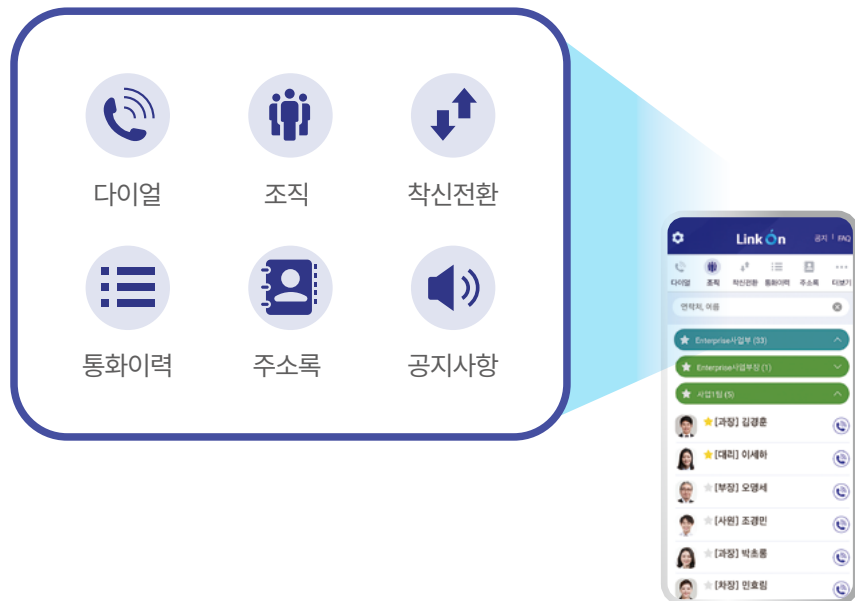 다이얼 조직 착신전환
통화이력 주소록 공지사항
Link On 공지 | FAQ
다이얼 조직 착신전환 통화이력 주소록 더보기
연락처, 이름
Enterprise사업부 (33)
Enterprise사업부장 (1)
사업1팀 (5)
[과장] 김경훈
[대리] 이세하
[부장] 오명세
[사원] 조경민
[과장] 박초롱
[차장] 민효림